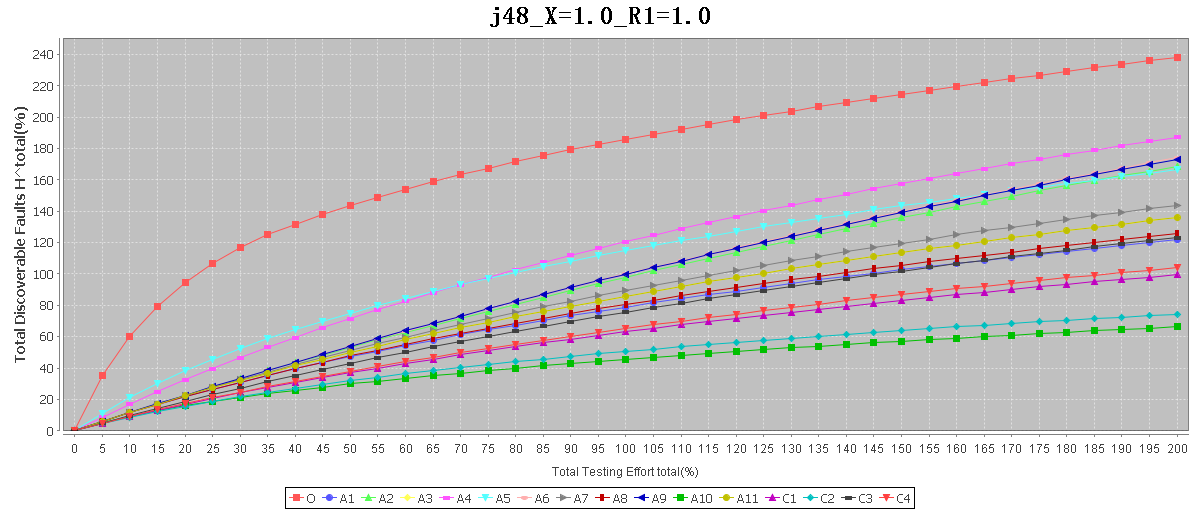 j48_X=1.0_R1=1.0
Total Discoverable Faults H^total(%)
240
220
200
180
160
140
120
100
80
60
40
20
0
0 5 10 15 20 25 30 35 40 45 50 55 60 65 70 75 80 85 90 95 100 105 110 115 120 125 130 135 140 145 150 155 160 165 170 175 180 185 190 195 200
Total Testing Effort total(%)
O A1 A2 A3 A4 A5 A6 A7 A8 A9 A10 A11 C1 C2 C3 C4